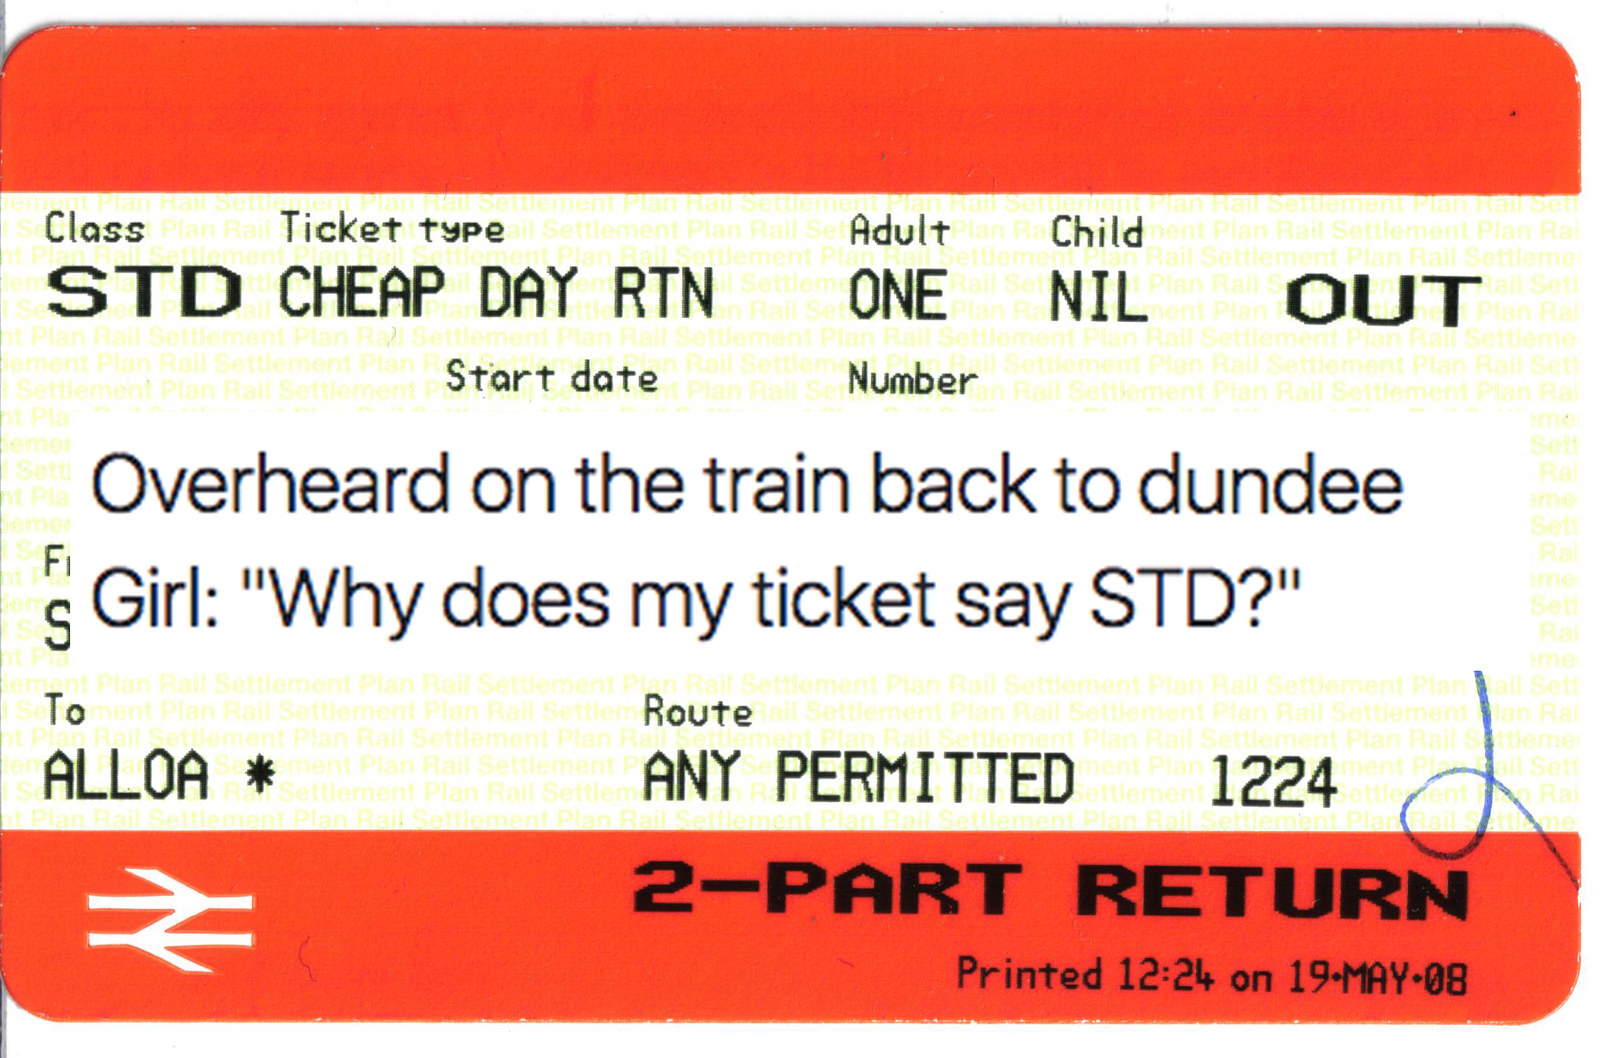 Class Ticket type Adult Child
STD CHEAP DAY RTN ONE NIL OUT
Start date Number
Overheard on the train back to dundee
Girl: "Why does my ticket say STD?"
To Route
ALLOA * ANY PERMITTED 1224
2-PART RETURN
Printed 12:24 on 19·MAY·08